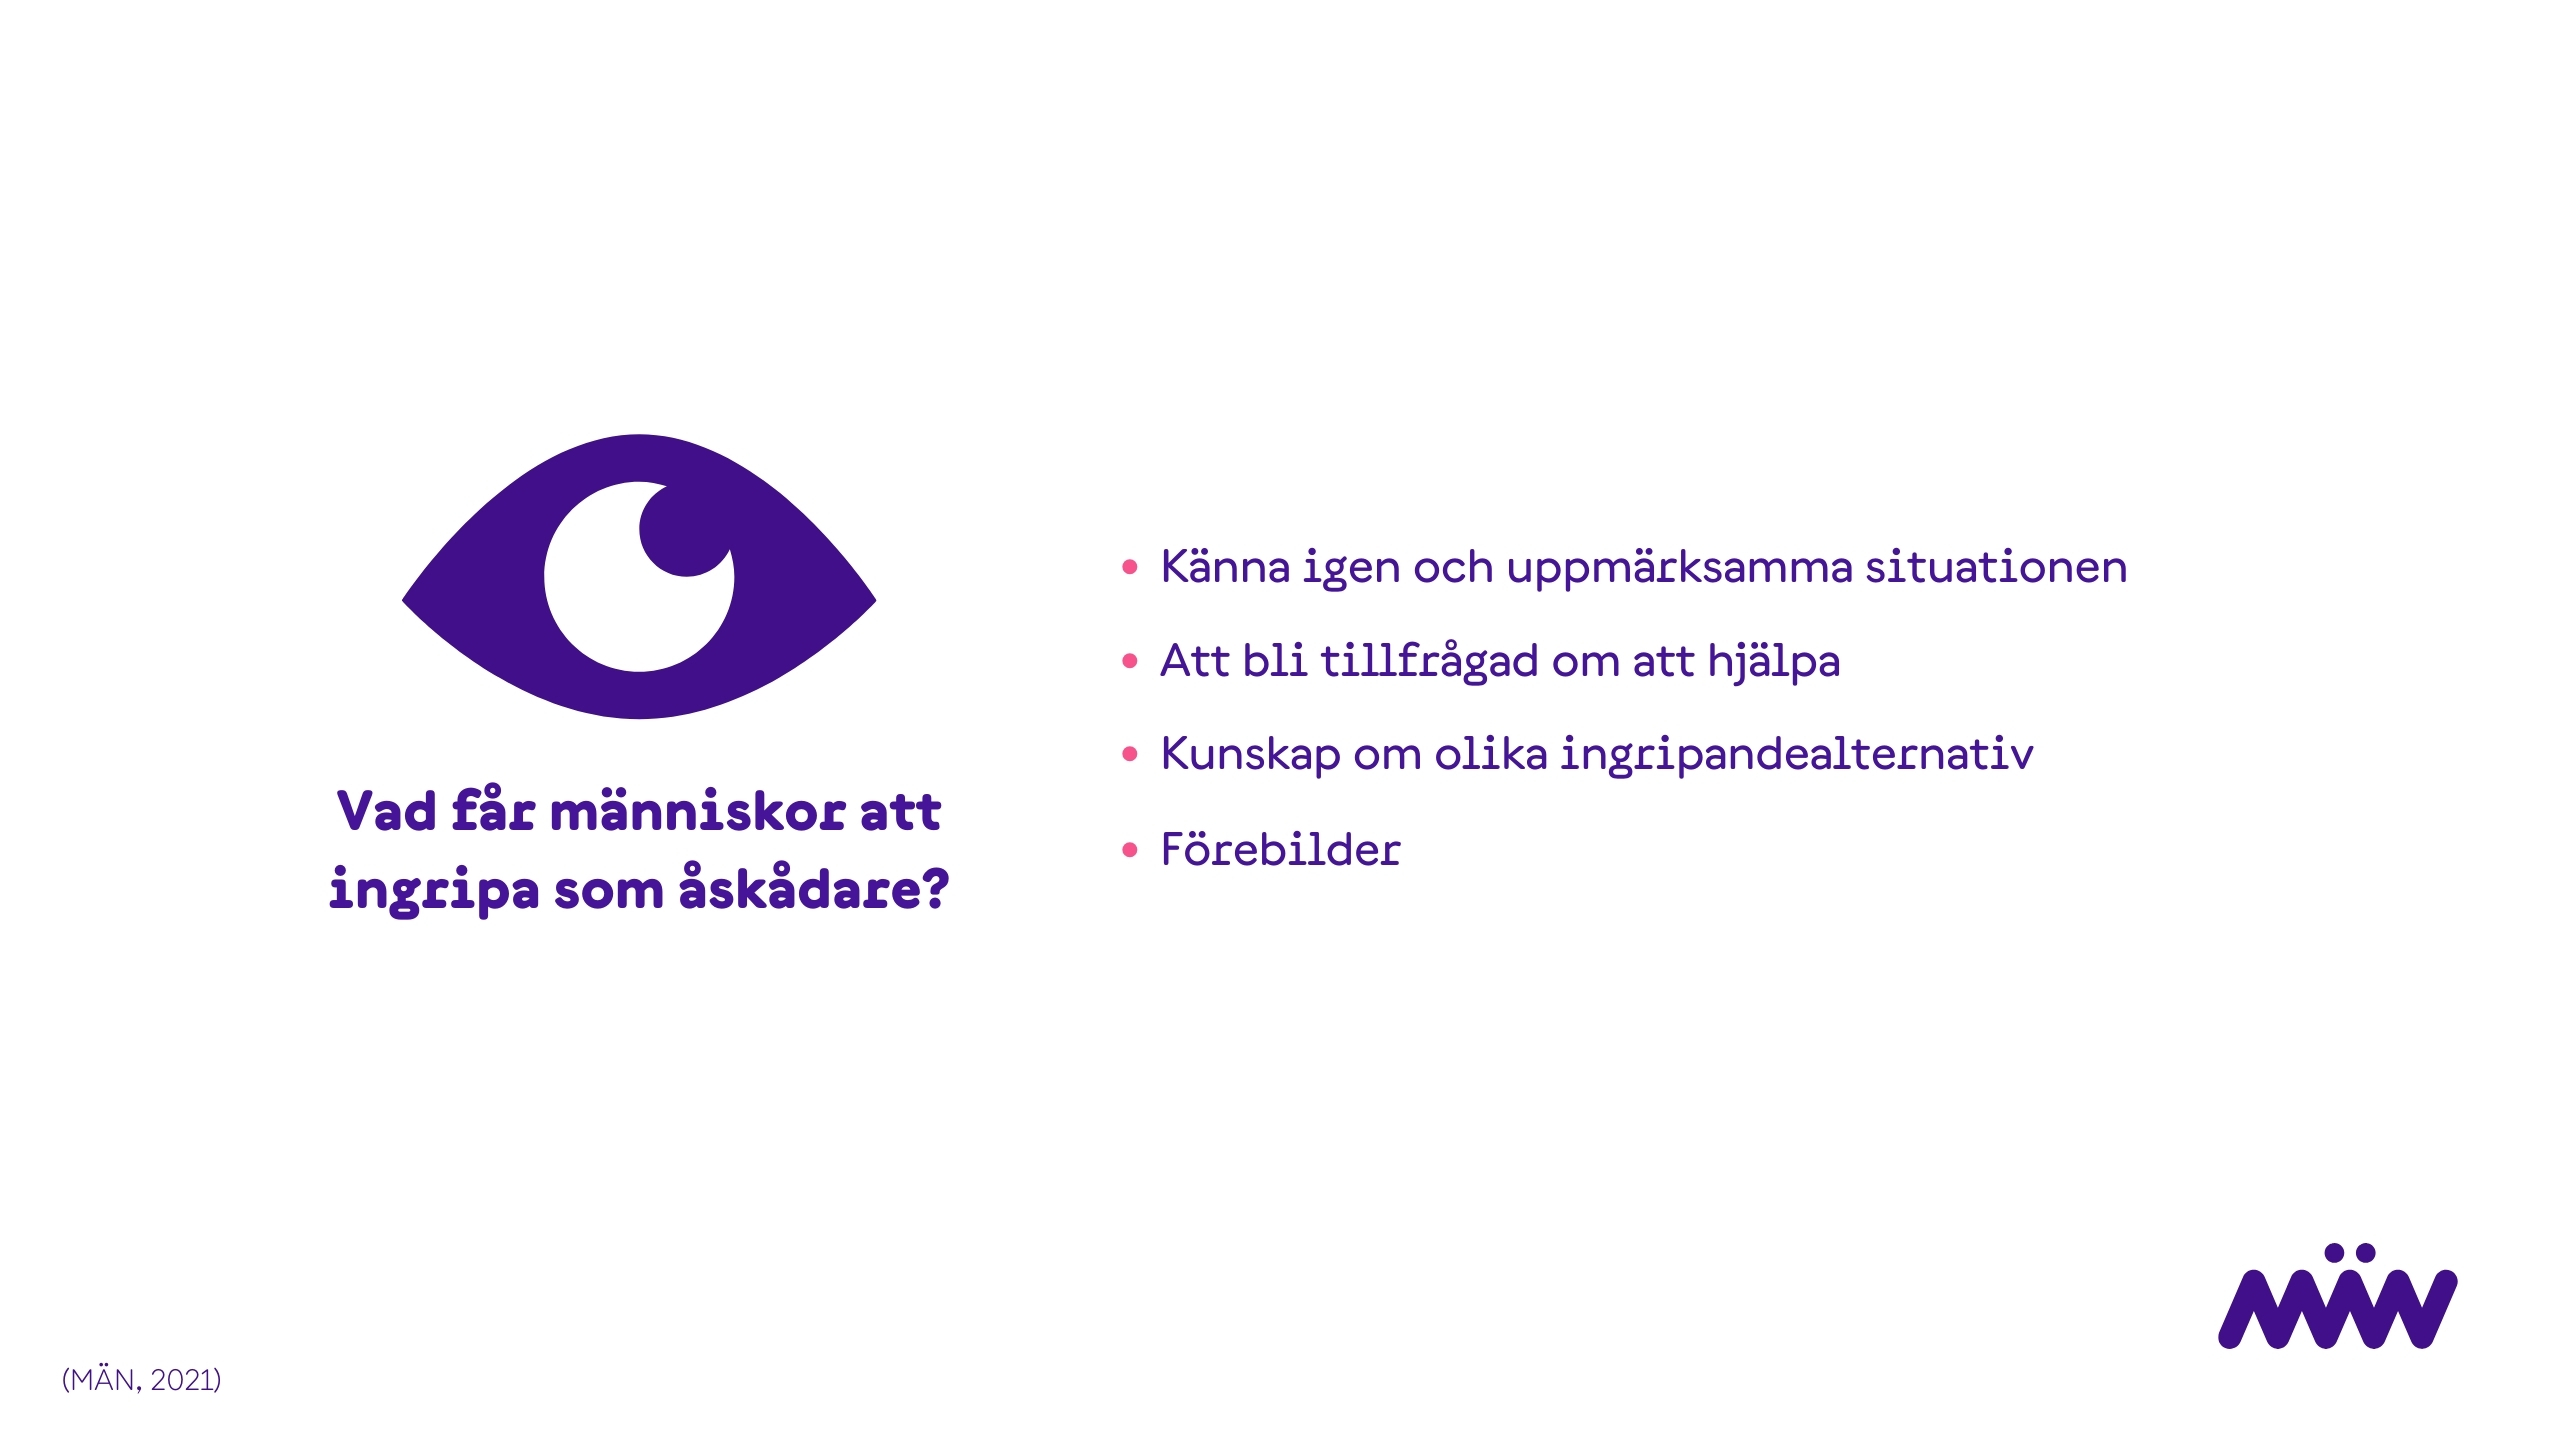 Vad får människor att
ingripa som åskådare?
• Känna igen och uppmärksamma situationen
• Att bli tillfrågad om att hjälpa
• Kunskap om olika ingripandealternativ
• Förebilder
MÄN
(MÄN, 2021)